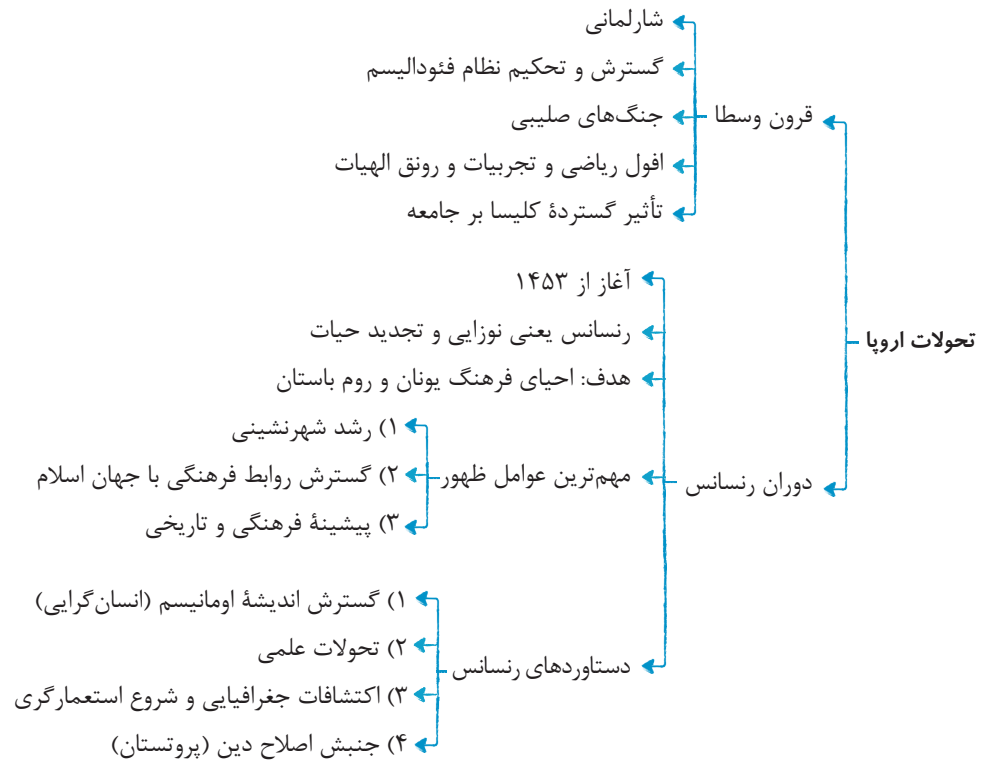 تحولات اروپا
قرون وسطا
شارلمانی
گسترش و تحکیم نظام فئودالیسم
جنگ‌های صلیبی
افول ریاضی و تجربیات و رونق الهیات
تأثیر گستردهٔ کلیسا بر جامعه
دوران رنسانس
آغاز از ۱۴۵۳
رنسانس یعنی نوزایی و تجدید حیات
هدف: احیای فرهنگ یونان و روم باستان
مهم‌ترین عوامل ظهور
۱) رشد شهرنشینی
۲) گسترش روابط فرهنگی با جهان اسلام
۳) پیشینهٔ فرهنگی و تاریخی
دستاوردهای رنسانس
۱) گسترش اندیشهٔ اومانیسم (انسان‌گرایی)
۲) تحولات علمی
۳) اکتشافات جغرافیایی و شروع استعمارگری
۴) جنبش اصلاح دین (پروتستان)